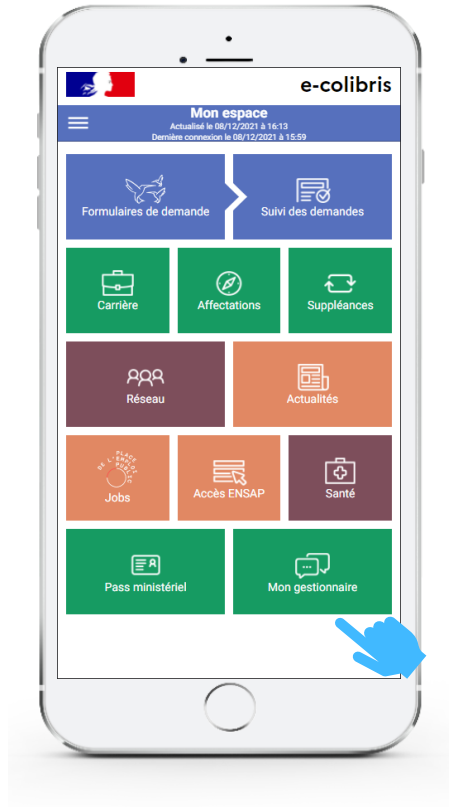 e-colibris
Mon espace
Actualisé le 08/12/2021 à 16:13
Dernière connexion le 08/12/2021 à 15:59
Formulaires de demande
Suivi des demandes
Carrière
Affectations
Suppléances
Réseau
Actualités
PLACE
DE L'EMPLOI
PUBLIC
Jobs
Accès ENSAP
Santé
Pass ministériel
Mon gestionnaire